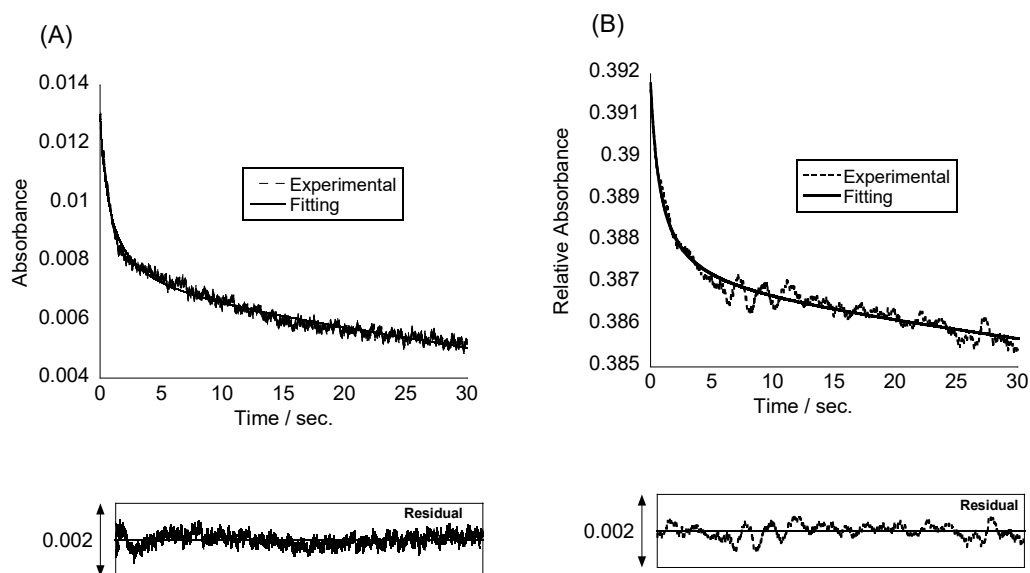 (A)
Absorbance
0.014
0.012
0.01
0.008
0.006
0.004
0
5
10
15
20
25
30
Time / sec.
Experimental
Fitting
Residual
0.002
(B)
Relative Absorbance
0.392
0.391
0.39
0.389
0.388
0.387
0.386
0.385
0
5
10
15
20
25
30
Time / sec.
Experimental
Fitting
Residual
0.002